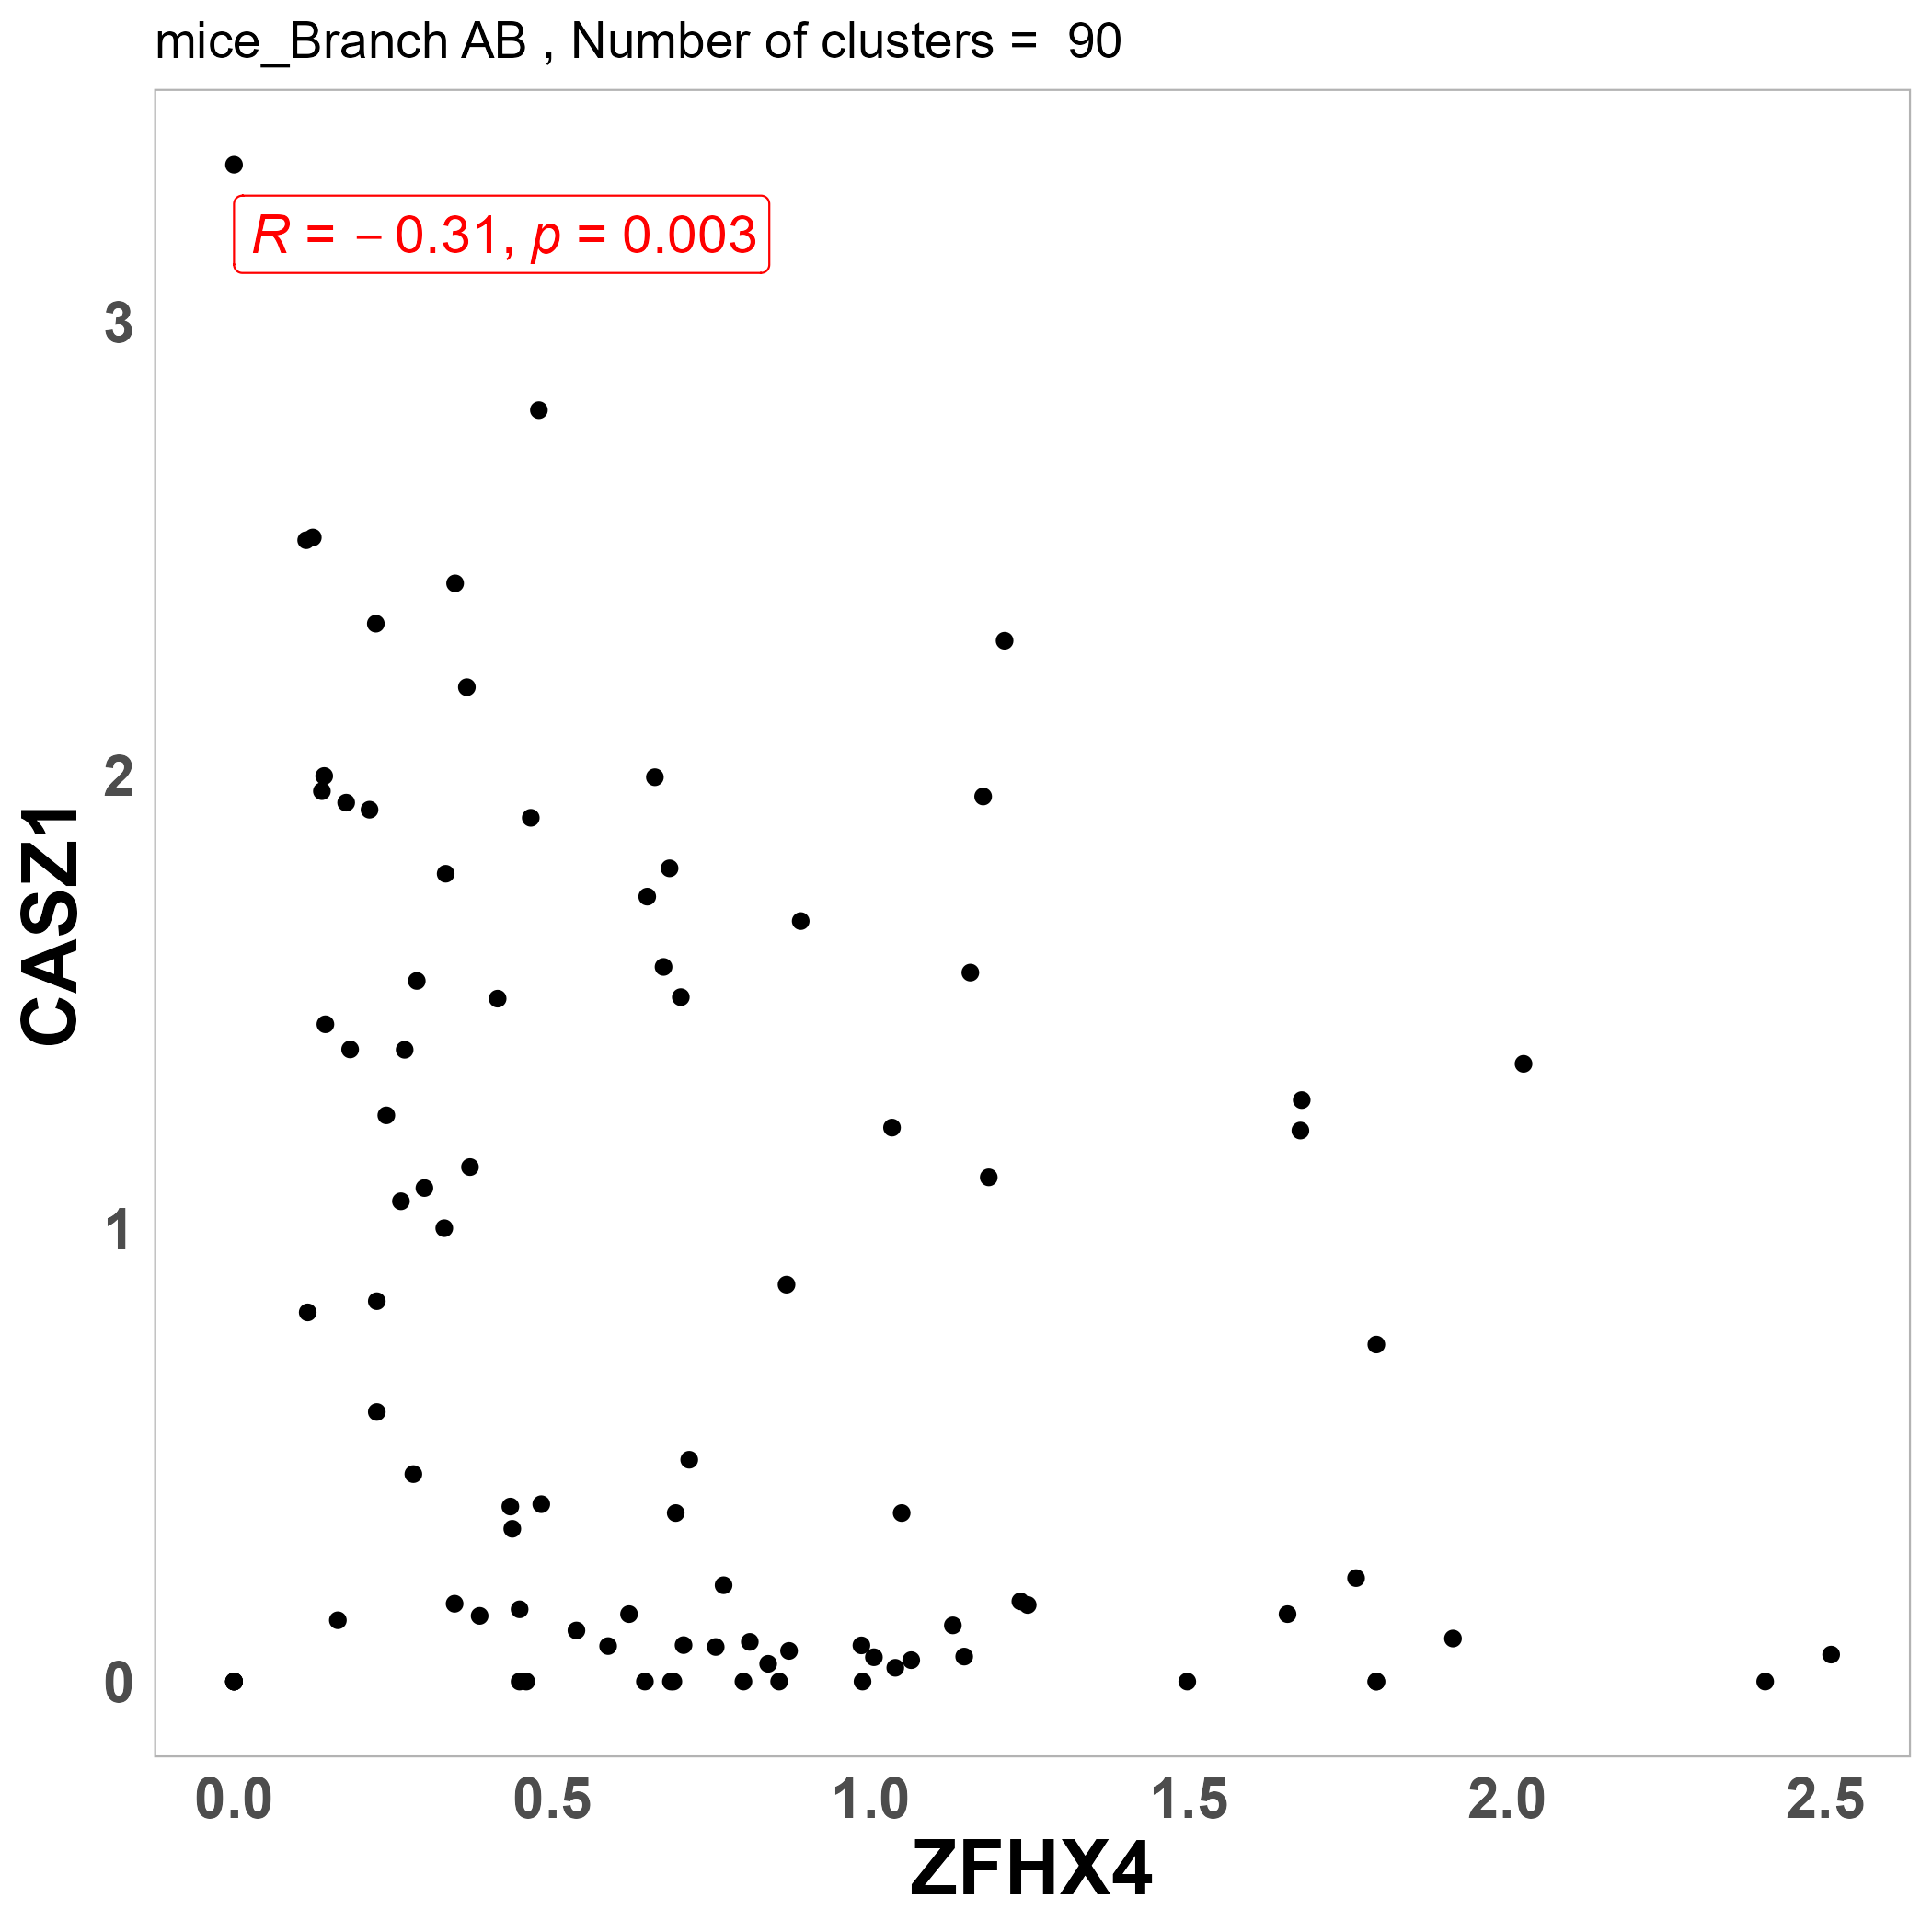 mice_Branch AB , Number of clusters =  90
R = − 0.31, p = 0.003
3
2
1
0
CASZ1
0.0 0.5 1.0 1.5 2.0 2.5
ZFHX4